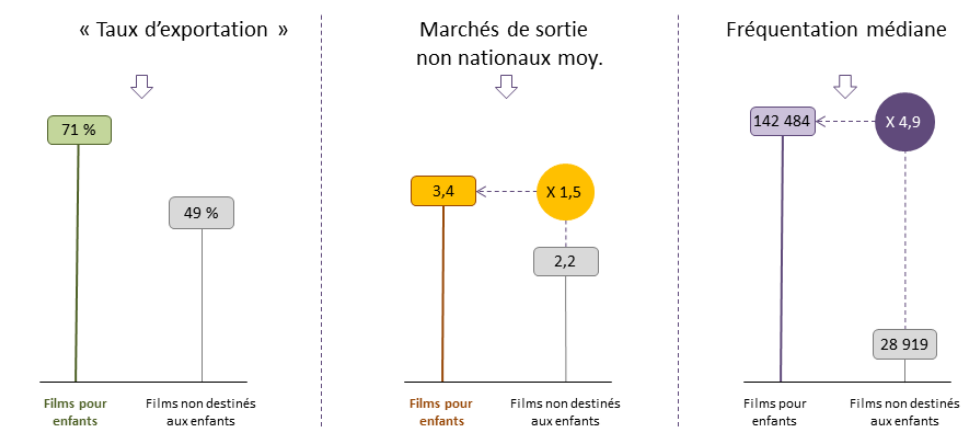 « Taux d’exportation »
71 %
49 %
Films pour
enfants
Films non destinés
aux enfants
Marchés de sortie
non nationaux moy.
3,4
X 1,5
2,2
Films pour
enfants
Films non destinés
aux enfants
Fréquentation médiane
142 484
X 4,9
28 919
Films pour
enfants
Films non destinés
aux enfants